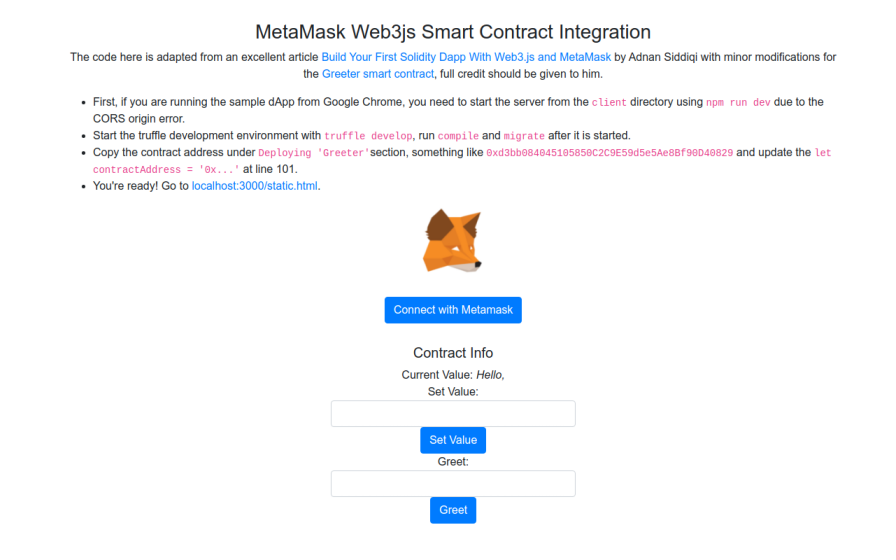 MetaMask Web3js Smart Contract Integration
The code here is adapted from an excellent article Build Your First Solidity Dapp With Web3.js and MetaMask by Adnan Siddiqi with minor modifications for
the Greeter smart contract, full credit should be given to him.
First, if you are running the sample dApp from Google Chrome, you need to start the server from the client directory using npm run dev due to the
CORS origin error.
Start the truffle development environment with truffle develop, run compile and migrate after it is started.
Copy the contract address under Deploying 'Greeter'section, something like 0xd3bb084045105850C2C9E59d5e5Ae8Bf90D40829 and update the let
contractAddress = '0x...' at line 101.
You're ready! Go to localhost:3000/static.html.
Connect with Metamask
Contract Info
Current Value: Hello,
Set Value:
Set Value
Greet:
Greet